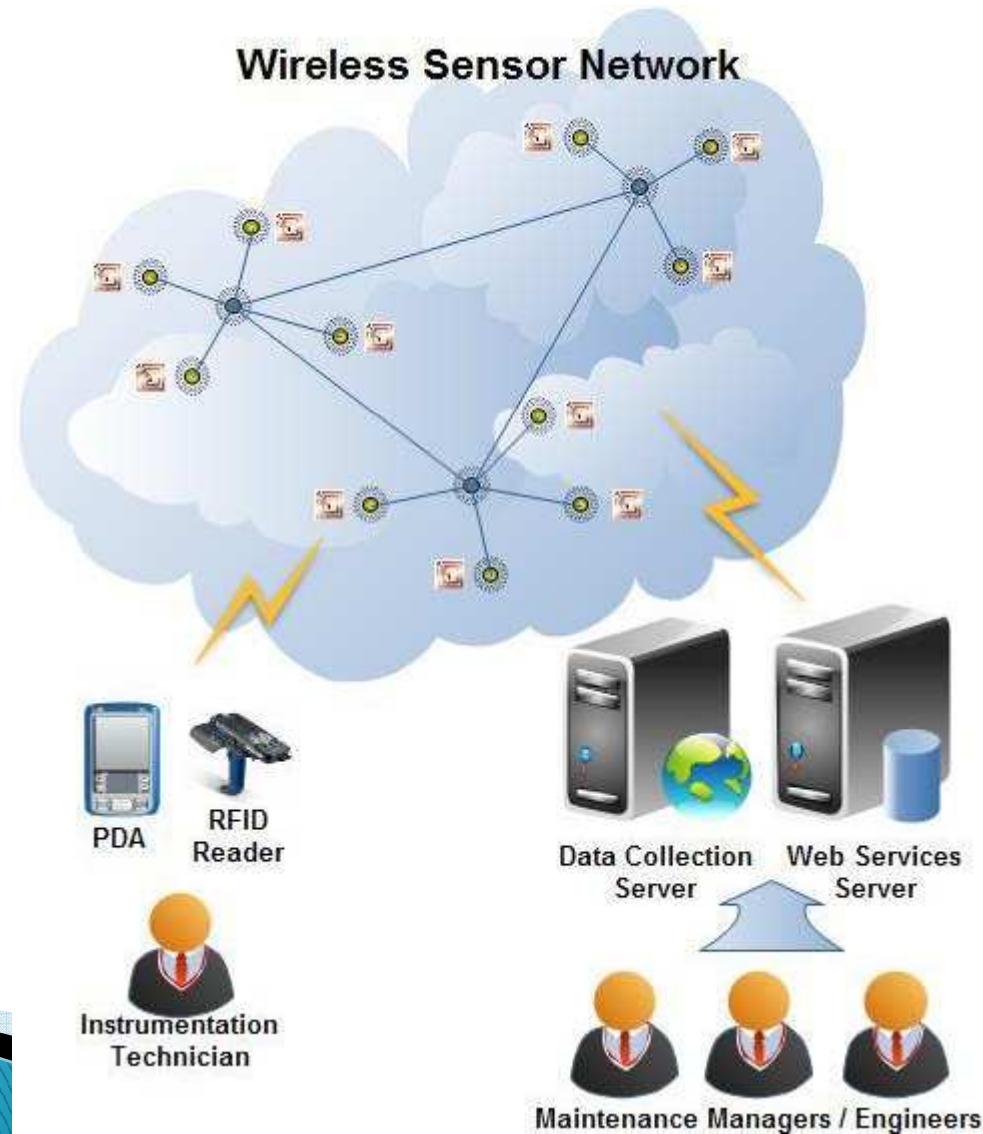 Wireless Sensor Network
PDA
RFID
Reader
Data Collection
Server
Web Services
Server
Instrumentation
Technician
Maintenance Managers / Engineers